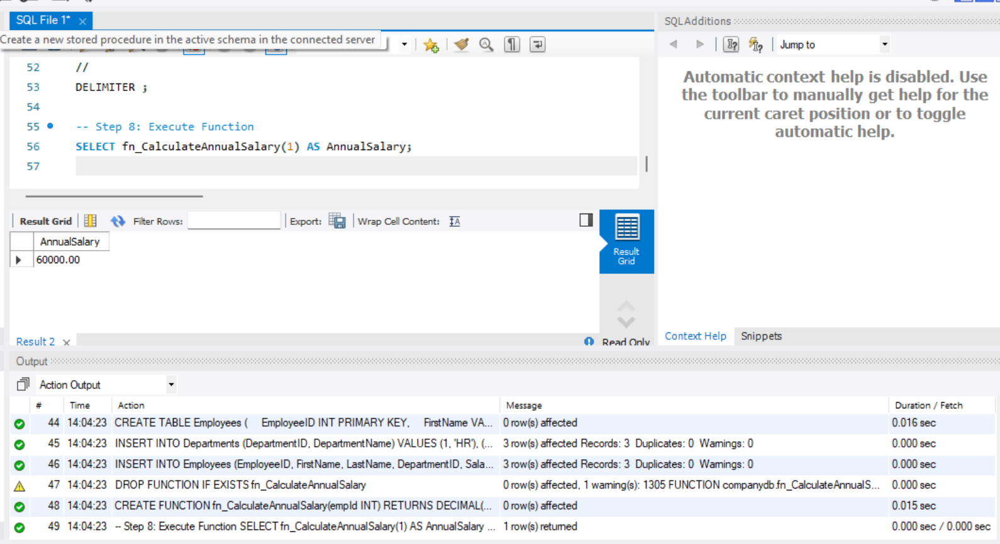 SQL File 1*
SQLAdditions
Create a new stored procedure in the active schema in the connected server
Jump to
52 //
53 DELIMITER ;
54
55 -- Step 8: Execute Function
56 SELECT fn_CalculateAnnualSalary(1) AS AnnualSalary;
57
Automatic context help is disabled. Use
the toolbar to manually get help for the
current caret position or to toggle
automatic help.
Result Grid Filter Rows: Export: Wrap Cell Content:
AnnualSalary
60000.00
Result
Grid
Result 2
Read Only
Context Help Snippets
Output
Action Output
# Time Action Message Duration / Fetch
44 14:04:23 CREATE TABLE Employees ( EmployeeID INT PRIMARY KEY, FirstName VA... 0 row(s) affected 0.016 sec
45 14:04:23 INSERT INTO Departments (DepartmentID, DepartmentName) VALUES (1, 'HR'), (... 3 row(s) affected Records: 3 Duplicates: 0 Warnings: 0 0.000 sec
46 14:04:23 INSERT INTO Employees (EmployeeID, FirstName, LastName, DepartmentID, Sala... 3 row(s) affected Records: 3 Duplicates: 0 Warnings: 0 0.000 sec
47 14:04:23 DROP FUNCTION IF EXISTS fn_CalculateAnnualSalary 0 row(s) affected, 1 warning(s): 1305 FUNCTION companydb.fn_CalculateAnnualS... 0.000 sec
48 14:04:23 CREATE FUNCTION fn_CalculateAnnualSalary(empId INT) RETURNS DECIMAL(... 0 row(s) affected 0.015 sec
49 14:04:23 -- Step 8: Execute Function SELECT fn_CalculateAnnualSalary(1) AS AnnualSalary ... 1 row(s) returned 0.000 sec / 0.000 sec